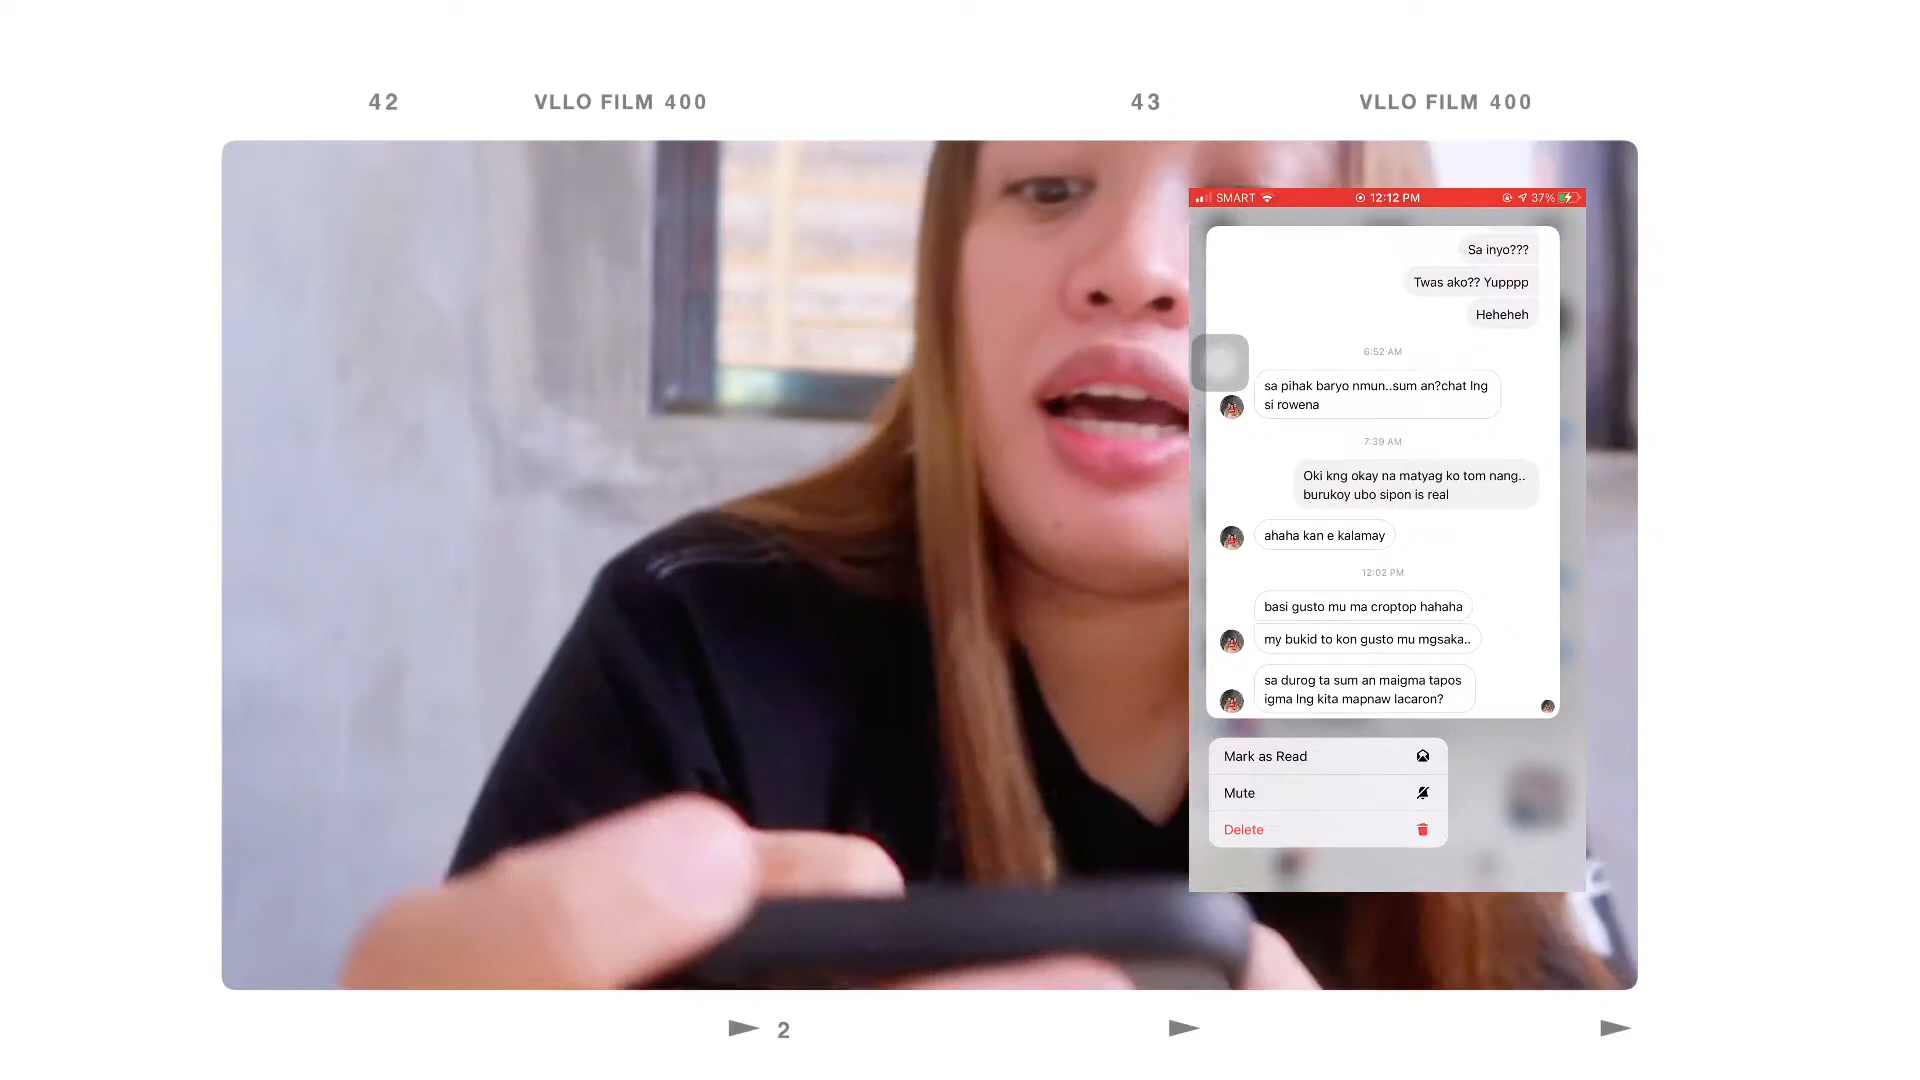 42 VLLO FILM 400 43 VLLO FILM 400
SMART 12:12 PM 37%
Sa inyo???
Twas ako?? Yupppp
Heheheh
6:52 AM
sa pihak baryo nmun..sum an?chat lng
si rowena
7:39 AM
Oki kng okay na matyag ko tom nang..
burukoy ubo sipon is real
ahaha kan e kalamay
12:02 PM
basi gusto mu ma croptop hahaha
my bukid to kon gusto mu mgsaka..
sa durog ta sum an maigma tapos
igma lng kita mapnaw lacaron?
Mark as Read
Mute
Delete
2